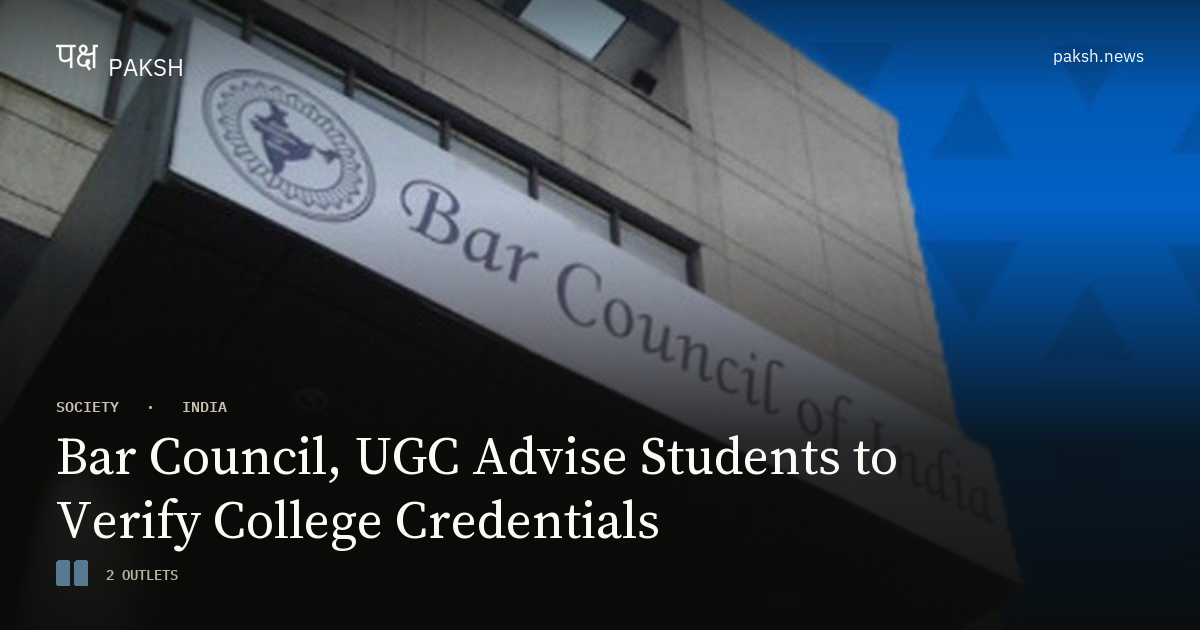 पक्ष PAKSH
paksh.news
Bar Council of India
SOCIETY · INDIA
Bar Council, UGC Advise Students to
Verify College Credentials
2 OUTLETS